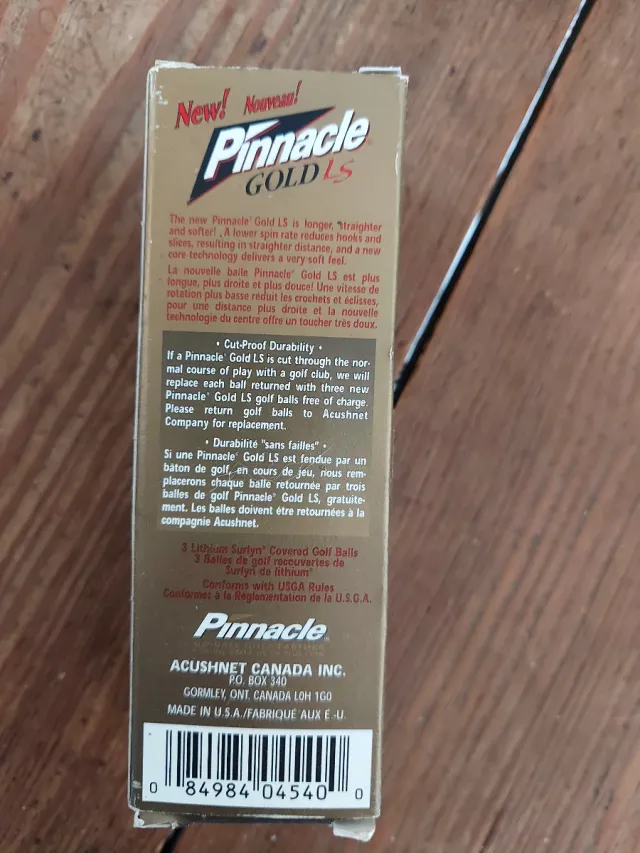 New! Nouveau!
Pinnacle
GOLD LS
The new Pinnacle® Gold LS is longer, straighter
and softer! A lower spin rate reduces hooks and
slices, resulting in straighter distance, and a new
core technology delivers a very soft feel.
La nouvelle balle Pinnacle® Gold LS est plus
longue, plus droite et plus douce! Une vitesse de
rotation plus basse réduit les crochets et éclisses,
pour une distance plus droite et la nouvelle
technologie du centre offre un toucher très doux.
• Cut-Proof Durability •
If a Pinnacle® Gold LS is cut through the nor-
mal course of play with a golf club, we will
replace each ball returned with three new
Pinnacle® Gold LS golf balls free of charge.
Please return golf balls to Acushnet
Company for replacement.
• Durabilité "sans failles" •
Si une Pinnacle® Gold LS est fendue par un
bâton de golf, en cours de jeu, nous rem-
placerons chaque balle retournée par trois
balles de golf Pinnacle® Gold LS, gratuite-
ment. Les balles doivent être retournées à la
compagnie Acushnet.
3 Lithium Surlyn® Covered Golf Balls
3 Balles de golf recouvertes de
Surlyn de lithium®
Conforms with USGA Rules
Conformes à la Réglementation de la U.S.G.A.
Pinnacle
ACUSHNET CANADA INC.
P.O. BOX 340
GORMLEY, ONT. CANADA L0H 1G0
MADE IN U.S.A./FABRIQUÉ AUX É.-U.
0 84984 04540 0